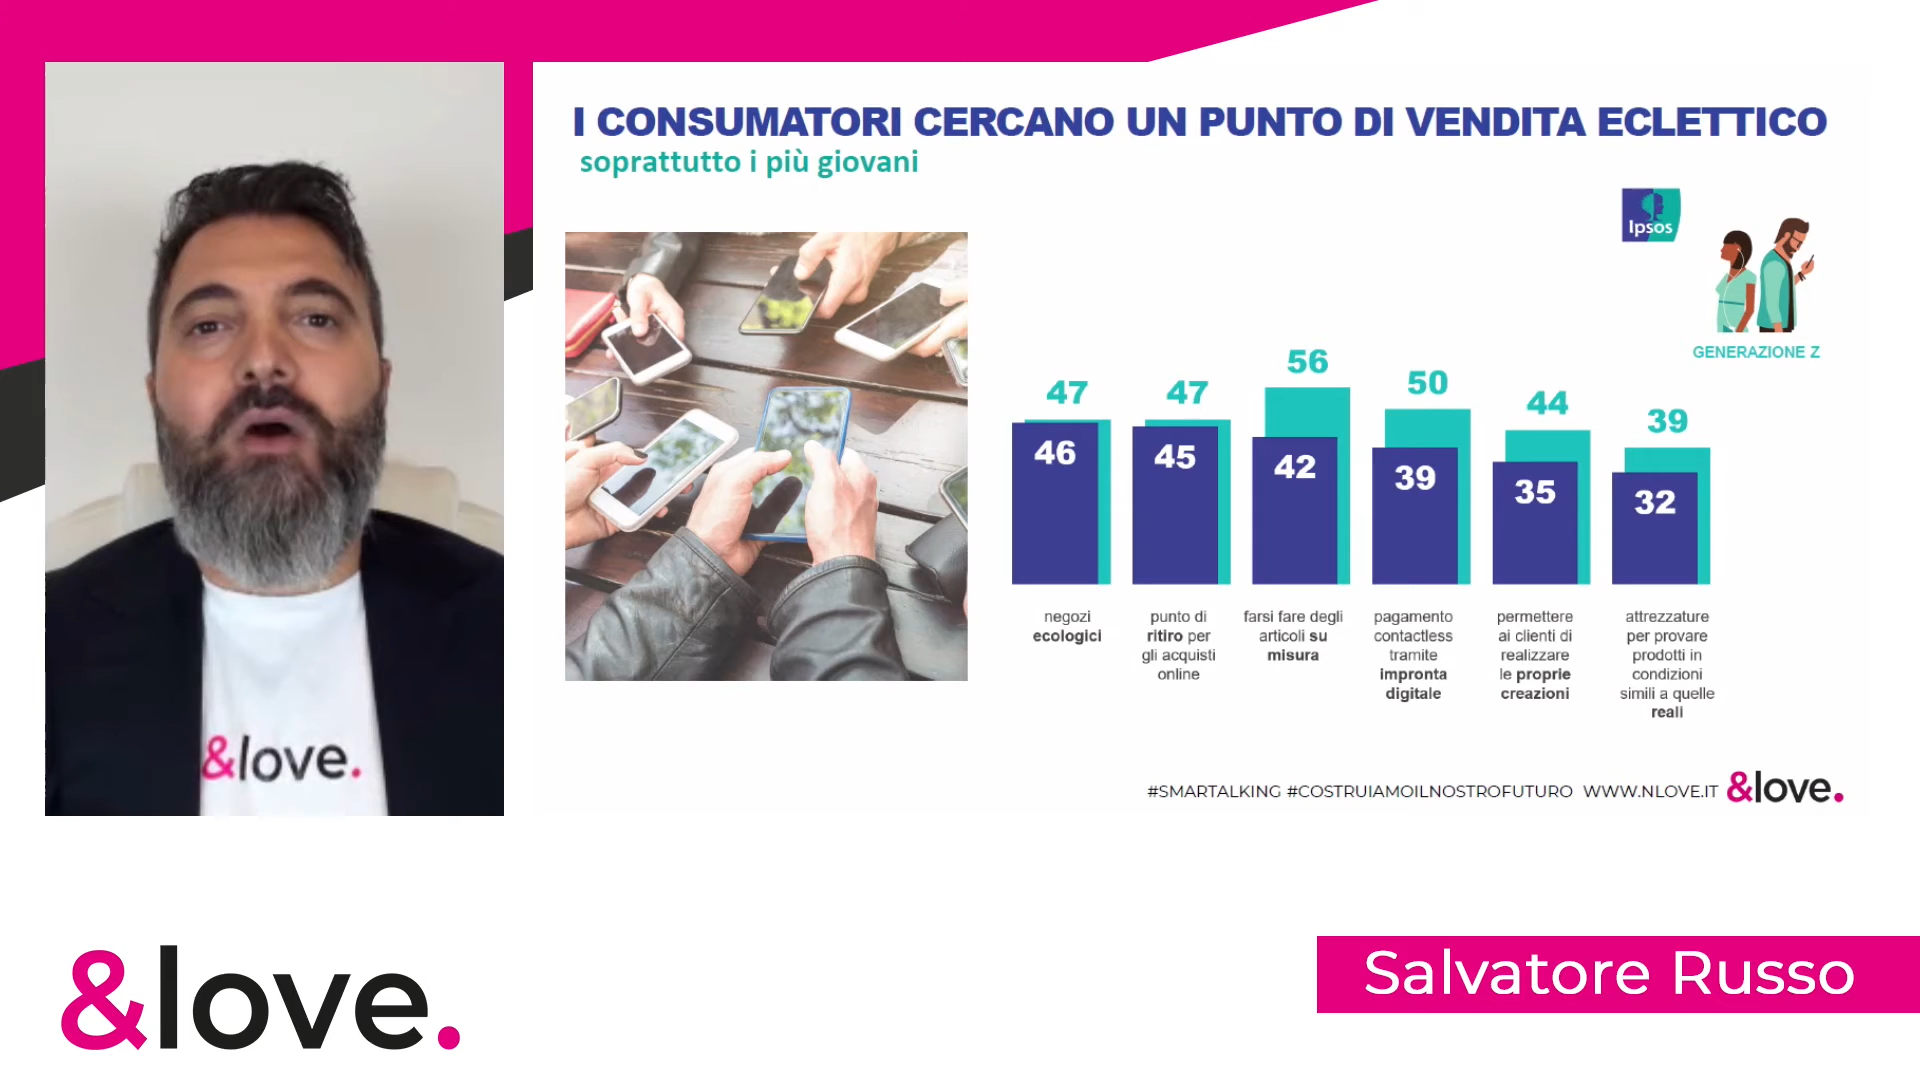 I CONSUMATORI CERCANO UN PUNTO DI VENDITA ECLETTICO
soprattutto i più giovani
Ipsos
GENERAZIONE Z
47
46
47
45
56
42
50
39
44
35
39
32
negozi
ecologici
punto di
ritiro per
gli acquisti
online
farsi fare degli
articoli su
misura
pagamento
contactless
tramite
impronta
digitale
permettere
ai clienti di
realizzare
le proprie
creazioni
attrezzature
per provare
prodotti in
condizioni
simili a quelle
reali
&love.
#SMARTALKING #COSTRUIAMOILNOSTROFUTURO WWW.NLOVE.IT &love.
&love.
Salvatore Russo